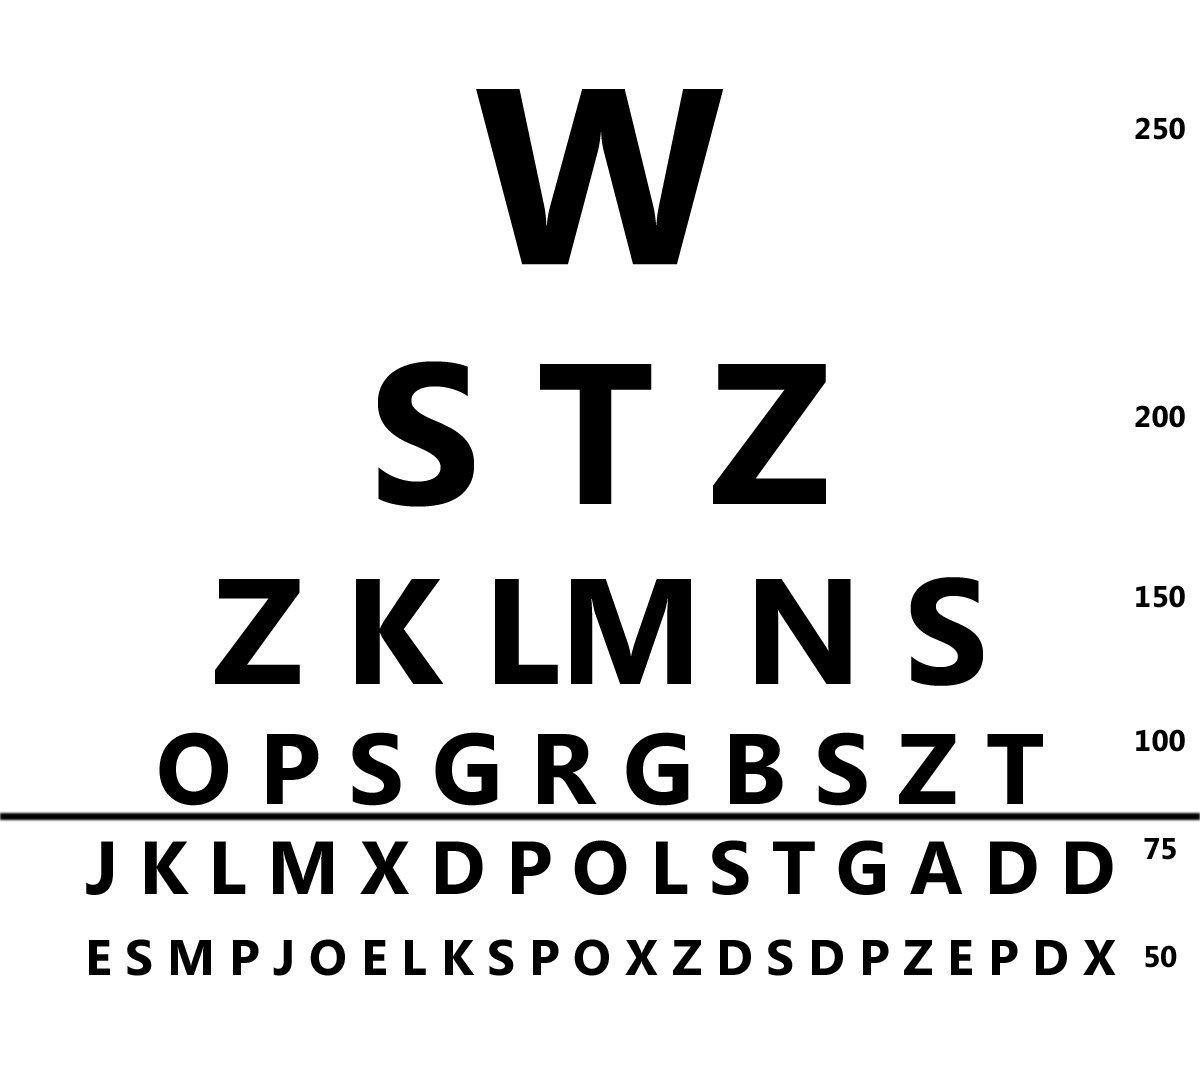 W 250
S T Z 200
Z K L M N S 150
O P S G R G B S Z T 100
J K L M X D P O L S T G A D D 75
E S M P J O E L K S P O X Z D S D P Z E P D X 50